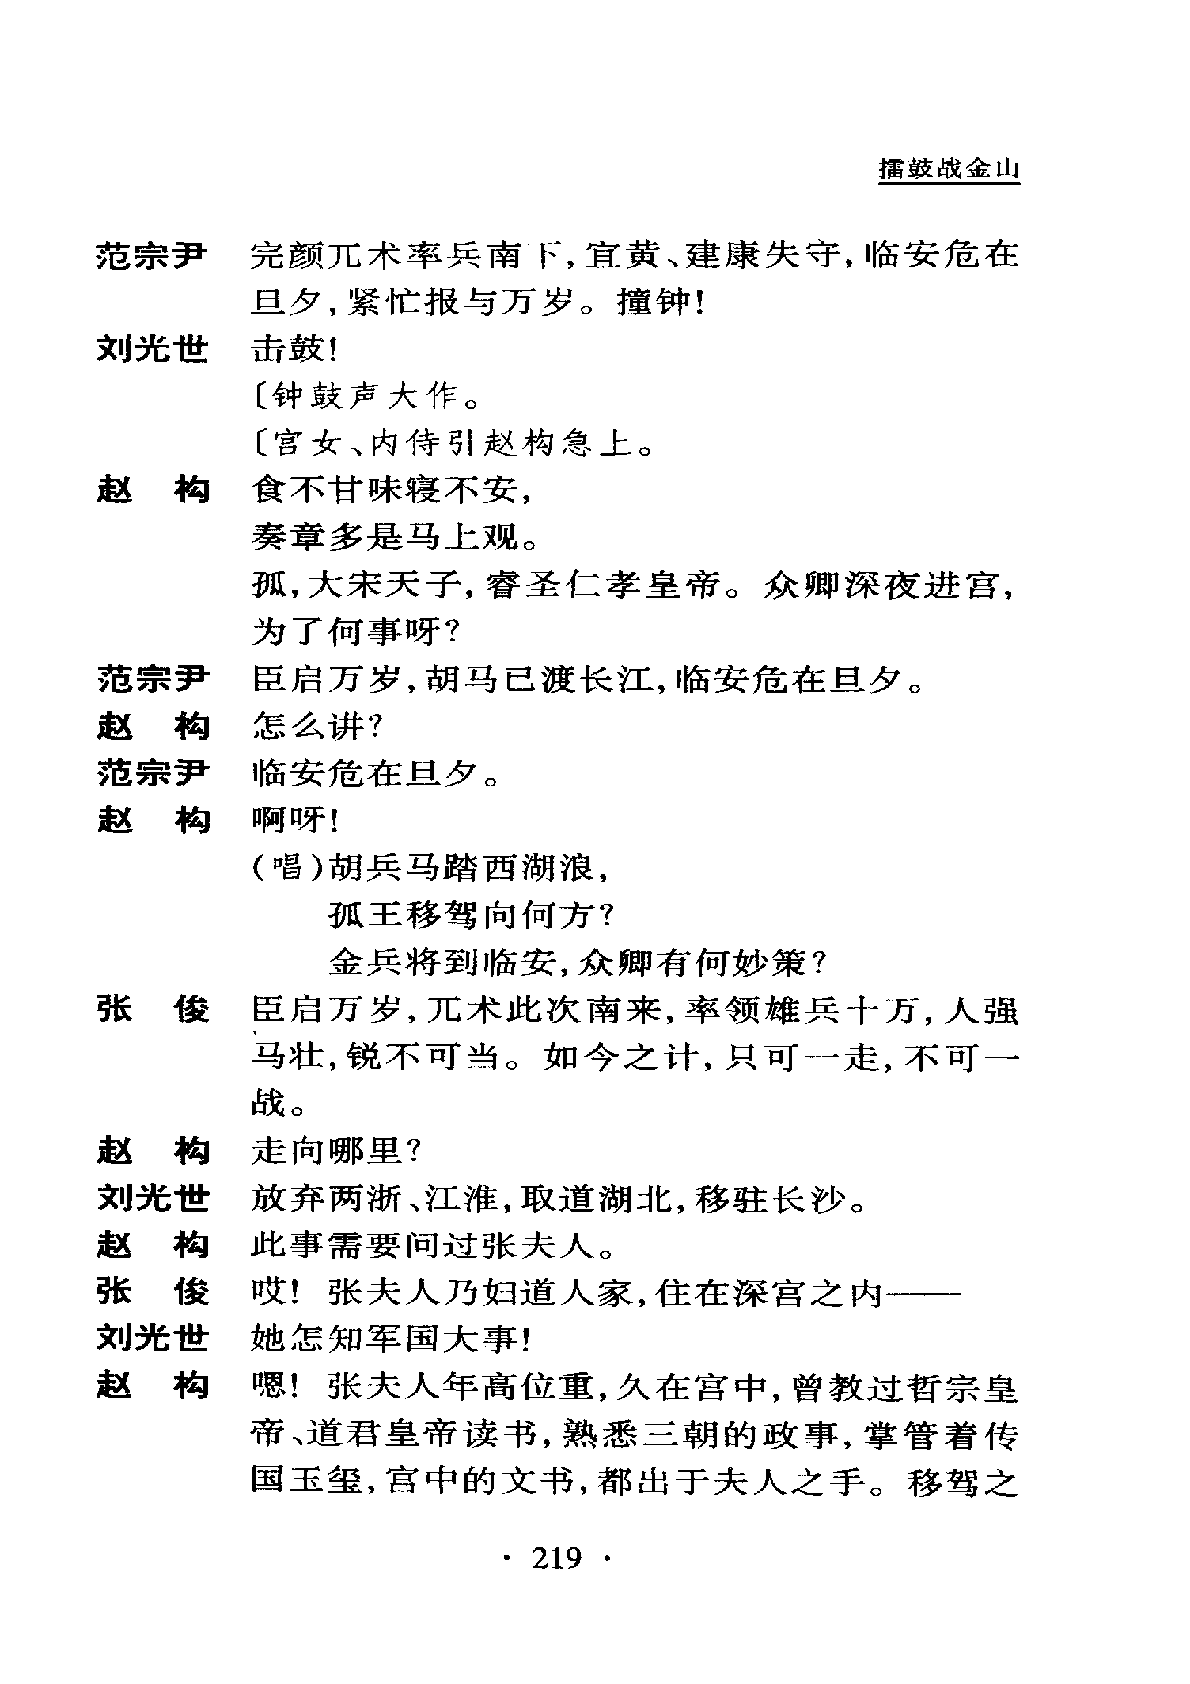 擂鼓战金山
范宗尹 完颜兀术率兵南下,宜黄、建康失守,临安危在
旦夕,紧忙报与万岁。撞钟!
刘光世 击鼓!
〔钟鼓声大作。
〔宫女、内侍引赵构急上。
赵　构 食不甘味寝不安,
奏章多是马上观。
孤,大宋天子,睿圣仁孝皇帝。众卿深夜进宫,
为了何事呀?
范宗尹 臣启万岁,胡马已渡长江,临安危在旦夕。
赵　构 怎么讲?
范宗尹 临安危在旦夕。
赵　构 啊呀!
(唱)胡兵马踏西湖浪,
孤王移驾向何方?
金兵将到临安,众卿有何妙策?
张　俊 臣启万岁,兀术此次南来,率领雄兵十万,人强
马壮,锐不可当。如今之计,只可一走,不可一
战。
赵　构 走向哪里?
刘光世 放弃两浙、江淮,取道湖北,移驻长沙。
赵　构 此事需要问过张夫人。
张　俊 哎! 张夫人乃妇道人家,住在深宫之内——
刘光世 她怎知军国大事!
赵　构 嗯! 张夫人年高位重,久在宫中,曾教过哲宗皇
帝、道君皇帝读书,熟悉三朝的政事,掌管着传
国玉玺,宫中的文书,都出于夫人之手。移驾之
· 219 ·